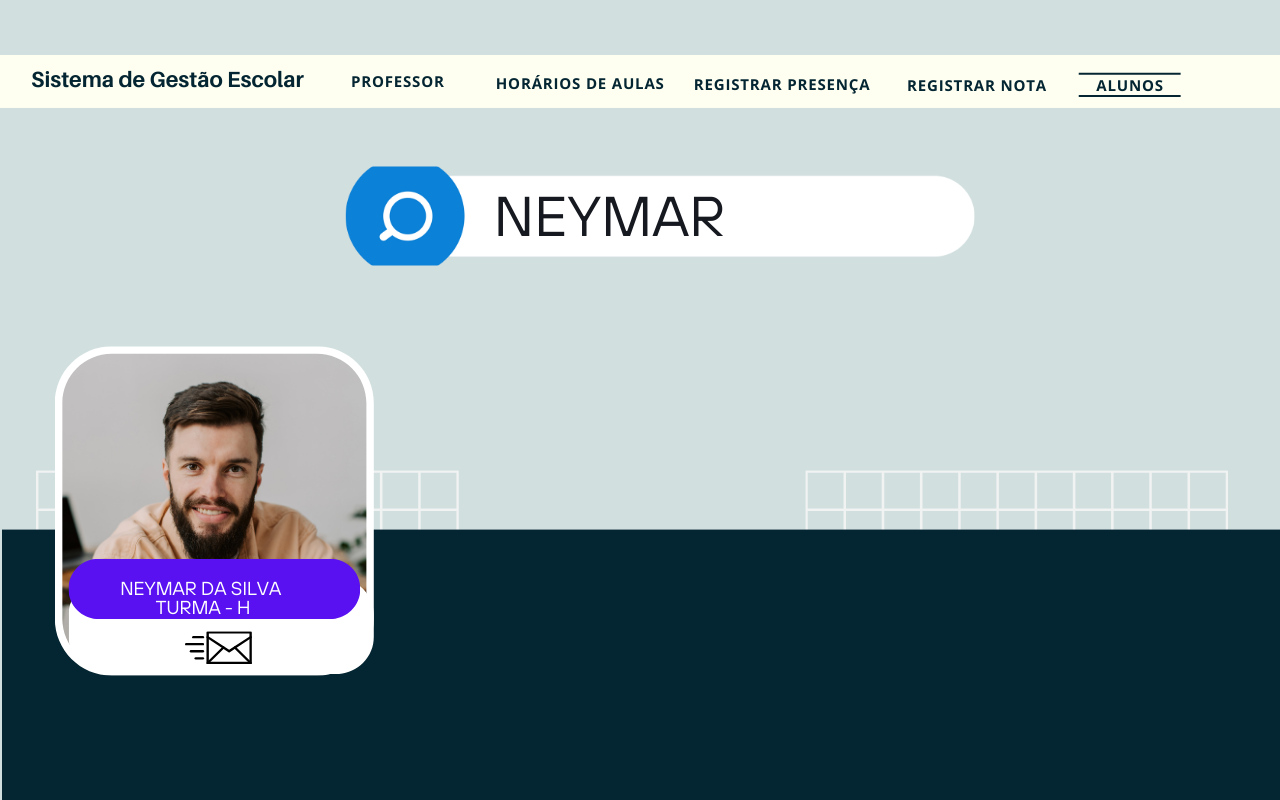 Sistema de Gestão Escolar
PROFESSOR
HORÁRIOS DE AULAS
REGISTRAR PRESENÇA
REGISTRAR NOTA
ALUNOS
NEYMAR
NEYMAR DA SILVA
TURMA - H